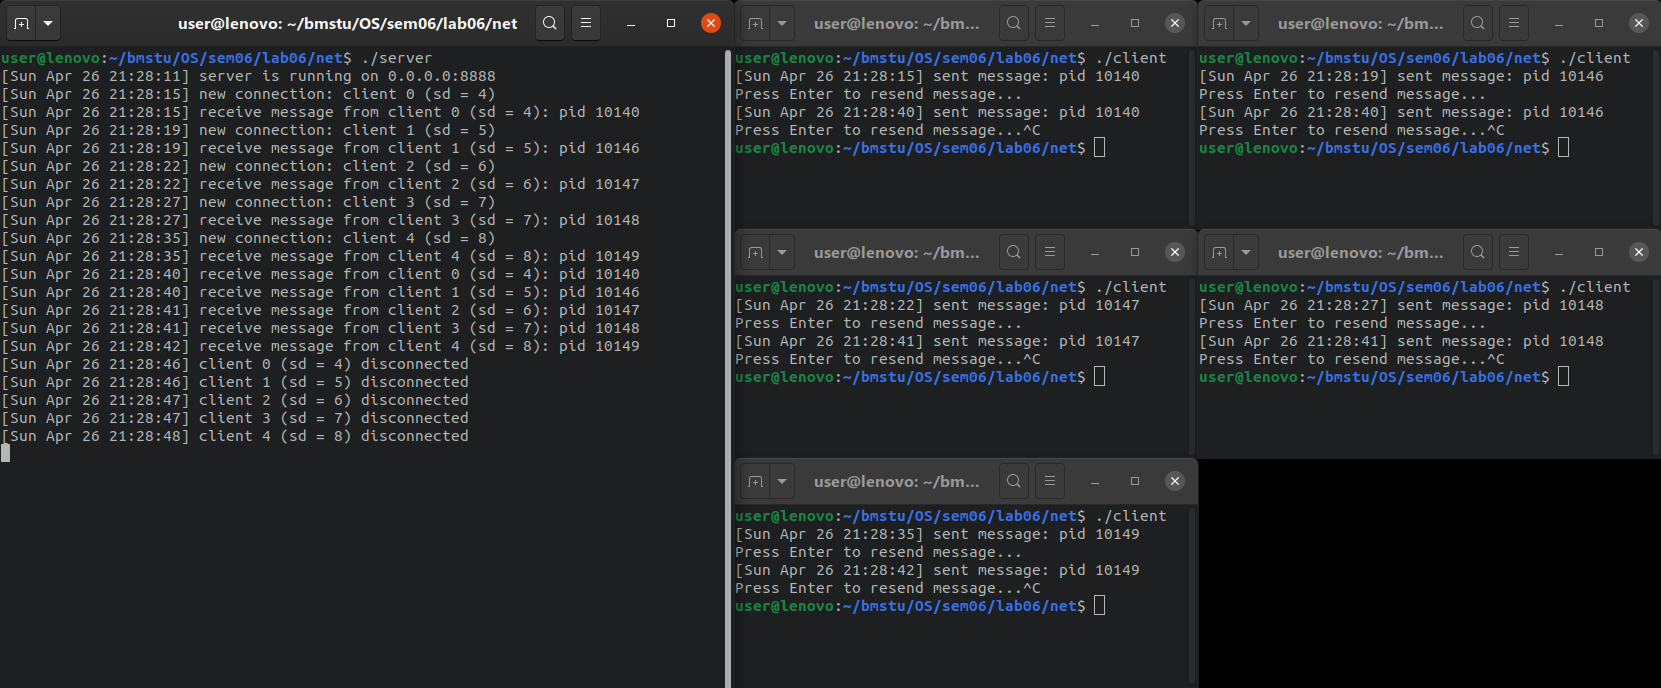 user@lenovo: ~/bmstu/OS/sem06/lab06/net
user@lenovo:~/bmstu/OS/sem06/lab06/net$ ./server
[Sun Apr 26 21:28:11] server is running on 0.0.0.0:8888
[Sun Apr 26 21:28:15] new connection: client 0 (sd = 4)
[Sun Apr 26 21:28:15] receive message from client 0 (sd = 4): pid 10140
[Sun Apr 26 21:28:19] new connection: client 1 (sd = 5)
[Sun Apr 26 21:28:19] receive message from client 1 (sd = 5): pid 10146
[Sun Apr 26 21:28:22] new connection: client 2 (sd = 6)
[Sun Apr 26 21:28:22] receive message from client 2 (sd = 6): pid 10147
[Sun Apr 26 21:28:27] new connection: client 3 (sd = 7)
[Sun Apr 26 21:28:27] receive message from client 3 (sd = 7): pid 10148
[Sun Apr 26 21:28:35] new connection: client 4 (sd = 8)
[Sun Apr 26 21:28:35] receive message from client 4 (sd = 8): pid 10149
[Sun Apr 26 21:28:40] receive message from client 0 (sd = 4): pid 10140
[Sun Apr 26 21:28:40] receive message from client 1 (sd = 5): pid 10146
[Sun Apr 26 21:28:41] receive message from client 2 (sd = 6): pid 10147
[Sun Apr 26 21:28:41] receive message from client 3 (sd = 7): pid 10148
[Sun Apr 26 21:28:42] receive message from client 4 (sd = 8): pid 10149
[Sun Apr 26 21:28:46] client 0 (sd = 4) disconnected
[Sun Apr 26 21:28:46] client 1 (sd = 5) disconnected
[Sun Apr 26 21:28:47] client 2 (sd = 6) disconnected
[Sun Apr 26 21:28:47] client 3 (sd = 7) disconnected
[Sun Apr 26 21:28:48] client 4 (sd = 8) disconnected
user@lenovo: ~/bm...
user@lenovo:~/bmstu/OS/sem06/lab06/net$ ./client
[Sun Apr 26 21:28:15] sent message: pid 10140
Press Enter to resend message...
[Sun Apr 26 21:28:40] sent message: pid 10140
Press Enter to resend message...^C
user@lenovo:~/bmstu/OS/sem06/lab06/net$
user@lenovo: ~/bm...
user@lenovo:~/bmstu/OS/sem06/lab06/net$ ./client
[Sun Apr 26 21:28:19] sent message: pid 10146
Press Enter to resend message...
[Sun Apr 26 21:28:40] sent message: pid 10146
Press Enter to resend message...^C
user@lenovo:~/bmstu/OS/sem06/lab06/net$
user@lenovo: ~/bm...
user@lenovo:~/bmstu/OS/sem06/lab06/net$ ./client
[Sun Apr 26 21:28:22] sent message: pid 10147
Press Enter to resend message...
[Sun Apr 26 21:28:41] sent message: pid 10147
Press Enter to resend message...^C
user@lenovo:~/bmstu/OS/sem06/lab06/net$
user@lenovo: ~/bm...
user@lenovo:~/bmstu/OS/sem06/lab06/net$ ./client
[Sun Apr 26 21:28:27] sent message: pid 10148
Press Enter to resend message...
[Sun Apr 26 21:28:41] sent message: pid 10148
Press Enter to resend message...^C
user@lenovo:~/bmstu/OS/sem06/lab06/net$
user@lenovo: ~/bm...
user@lenovo:~/bmstu/OS/sem06/lab06/net$ ./client
[Sun Apr 26 21:28:35] sent message: pid 10149
Press Enter to resend message...
[Sun Apr 26 21:28:42] sent message: pid 10149
Press Enter to resend message...^C
user@lenovo:~/bmstu/OS/sem06/lab06/net$